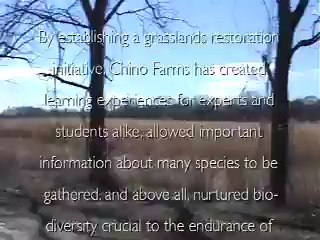 By establishing a grasslands restoration
initiative, Chino Farms has created
learning experiences for experts and
students alike, allowed important
information about many species to be
gathered, and above all, nurtured bio-
diversity crucial to the endurance of